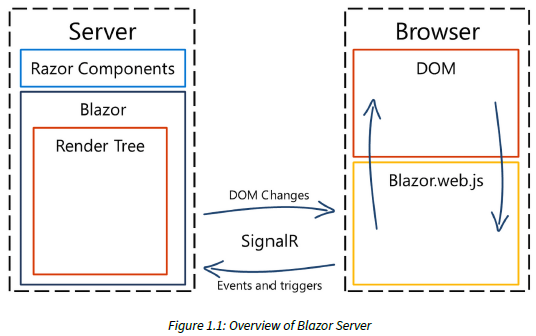 Server
Razor Components
Blazor
Render Tree
DOM Changes
SignalR
Events and triggers
Browser
DOM
Blazor.web.js
Figure 1.1: Overview of Blazor Server